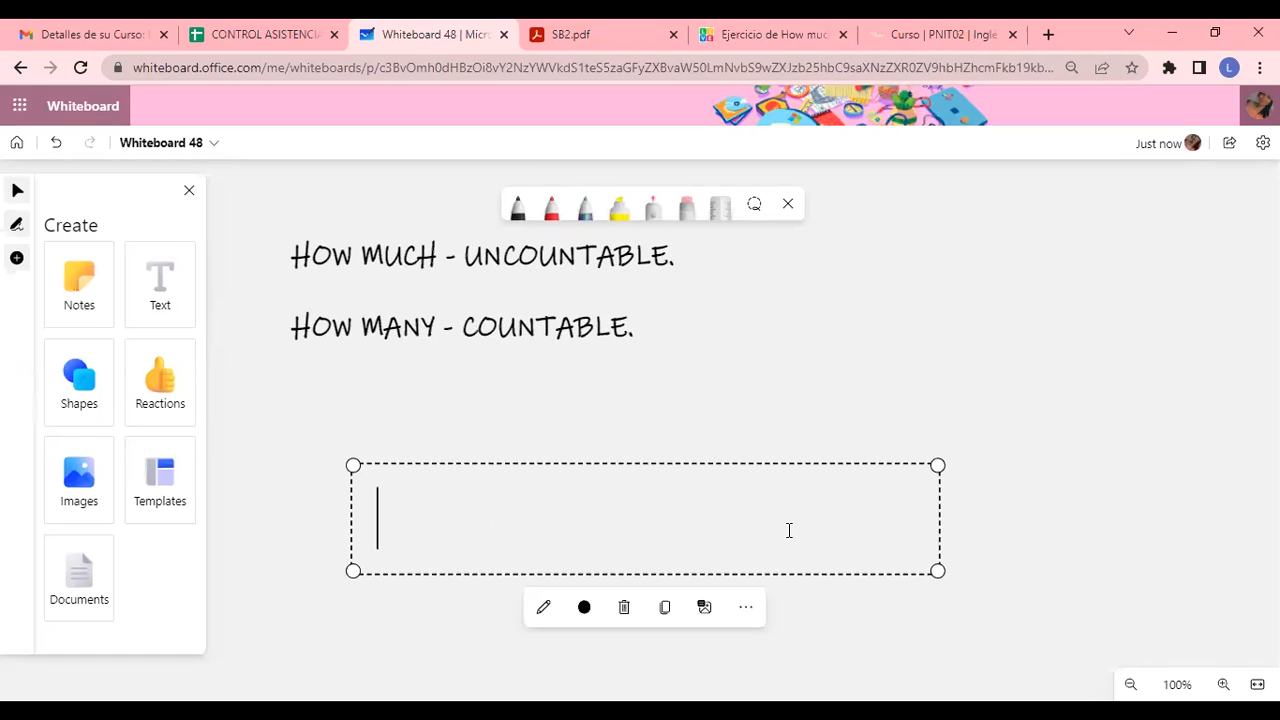 Detalles de su Curso:
CONTROL ASISTENCIA
Whiteboard 48 | Micr
SB2.pdf
Ejercicio de How muc
Curso | PNIT02 | Ingle
whiteboard.office.com/me/whiteboards/p/c3BvOmh0dHBzOi8vY2NzYWVkdS1teS5zaGFyZXBvaW50LmNvbS9wZXJzb25hbC9saXNzZXR0ZV9hbHZhcmFkb19kb...
L
Whiteboard
Whiteboard 48
Just now
Create
Notes
Text
Shapes
Reactions
Images
Templates
Documents
HOW MUCH - UNCOUNTABLE.
HOW MANY - COUNTABLE.
100%